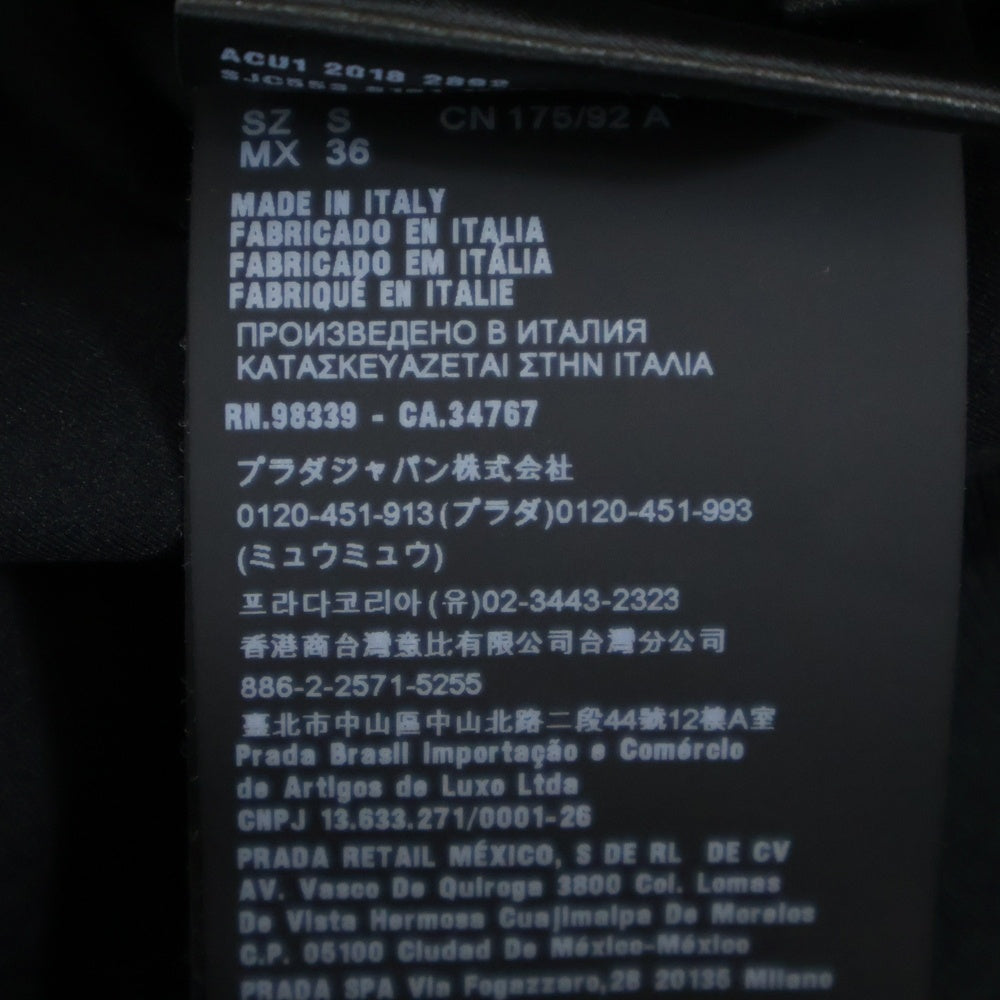 ACU1 2018 2892
SZ S CN 175/92 A
MX 36
MADE IN ITALY
FABRICADO EN ITALIA
FABRICADO EM ITÁLIA
FABRIQUÉ EN ITALIE
ПРОИЗВЕДЕНО В ИТАЛИЯ
ΚΑΤΑΣΚΕΥΑΖΕΤΑΙ ΣΤΗΝ ΙΤΑΛΙΑ
RN.98339 - CA.34767
プラダジャパン株式会社
0120-451-913(プラダ)0120-451-993
(ミュウミュウ)
프라다코리아(유)02-3443-2323
香港商台灣意比有限公司台灣分公司
886-2-2571-5255
臺北市中山區中山北路二段44號12樓A室
Prada Brasil Importação e Comércio
de Artigos de Luxo Ltda
CNPJ 13.633.271/0001-26
PRADA RETAIL MÉXICO, S DE RL DE CV
AV. Vasco De Quiroga 3800 Col. Lomas
De Vista Hermosa Cuajimalpa De Morelos
C.P. 05100 Ciudad De México-México
PRADA SPA Via Fogazzaro,28 20135 Milano